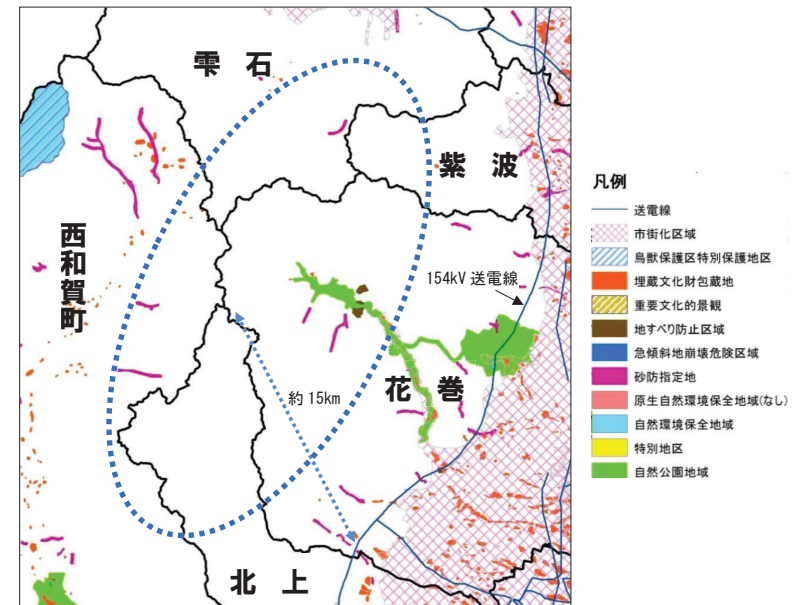 雫 石
紫 波
西和賀町
154kV 送電線
約 15km
花 巻
北 上
凡例
送電線
市街化区域
鳥獣保護区特別保護地区
埋蔵文化財包蔵地
重要文化的景観
地すべり防止区域
急傾斜地崩壊危険区域
砂防指定地
原生自然環境保全地域(なし)
自然環境保全地域
特別地区
自然公園地域